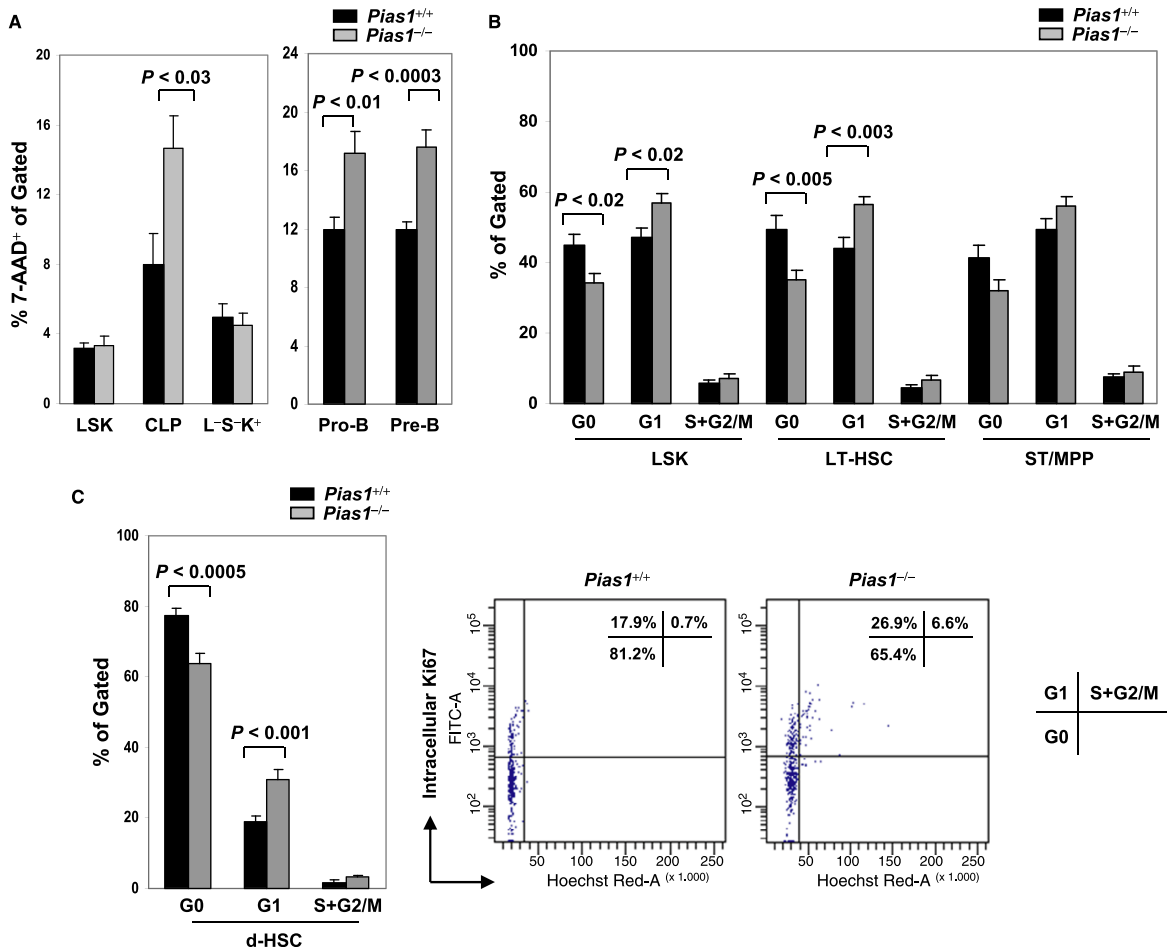 A
Pias1+/+
Pias1−/−
% 7-AAD+ of Gated
20
16
12
8
4
0
P < 0.03
LSK CLP L−S−K+
24
20
16
12
8
4
0
P < 0.0003
P < 0.01
Pro-B Pre-B
B
Pias1+/+
Pias1−/−
% of Gated
100
80
60
40
20
0
P < 0.02
P < 0.02
P < 0.005
P < 0.003
G0 G1 S+G2/M G0 G1 S+G2/M G0 G1 S+G2/M
LSK LT-HSC ST/MPP
C
Pias1+/+
Pias1−/−
% of Gated
100
80
60
40
20
0
P < 0.0005
P < 0.001
G0 G1 S+G2/M
d-HSC
Intracellular Ki67
FITC-A
Pias1+/+
105
104
103
102
17.9% 0.7%
81.2%
50 100 150 200 250
Hoechst Red-A (x 1.000)
Pias1−/−
105
104
103
102
26.9% 6.6%
65.4%
50 100 150 200 250
Hoechst Red-A (x 1.000)
G1 S+G2/M
G0